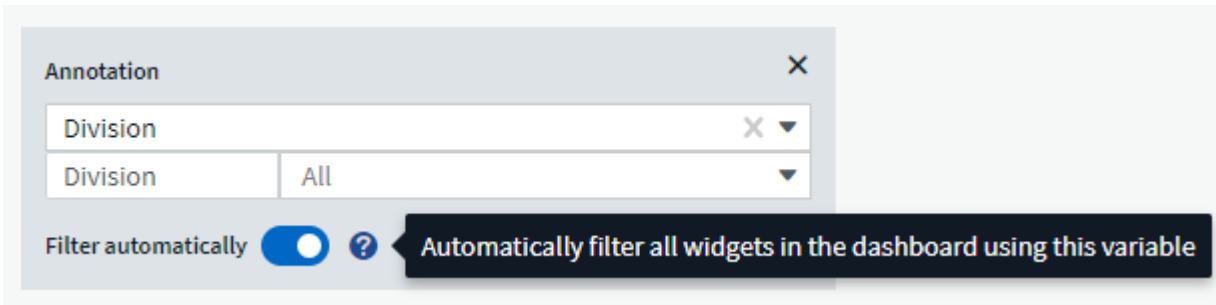 Annotation
Division
Division All
Filter automatically ? Automatically filter all widgets in the dashboard using this variable